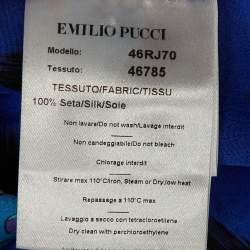 EMILIO PUCCI
Modello: 46RJ70
Tessuto: 46785
TESSUTO/FABRIC/TISSU
100% Seta/Silk/Soie
Non lavare/Do not wash/Lavage interdit
Non candeggiabile/Do not bleach
Chlorage interdit
Stirare max 110°C/Iron, Steam or Dry,low heat
Repassage a 110°C max
Lavaggio a secco con tetracloroetilene
Dry clean with perchloroethylene